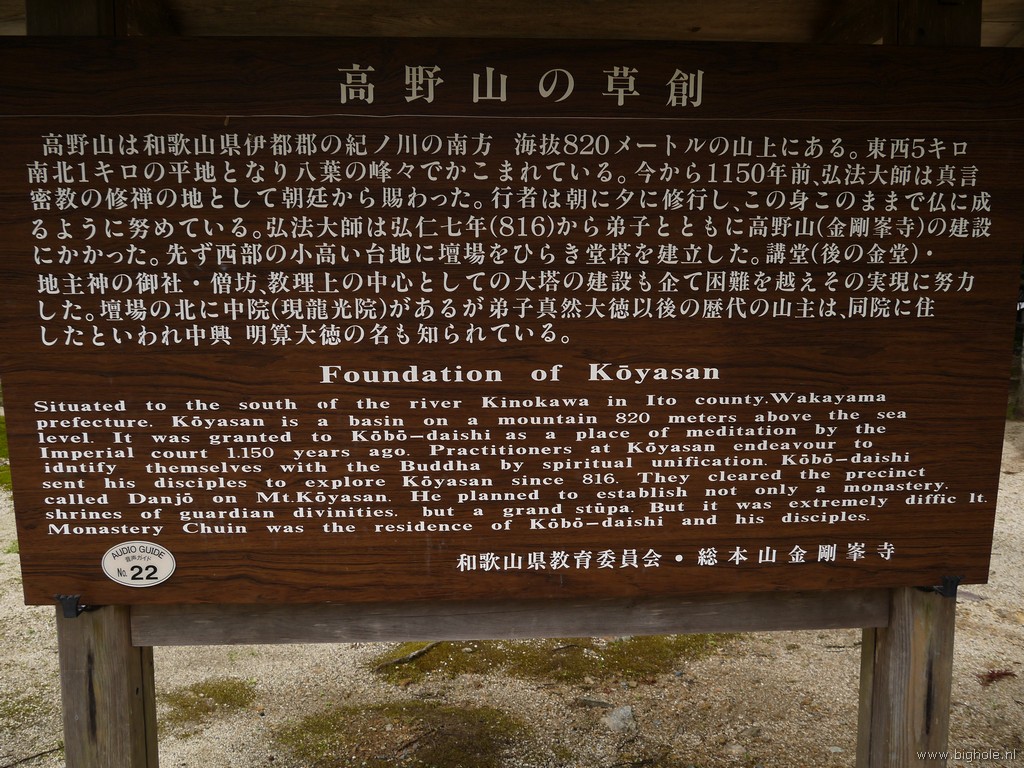 高野山の草創
高野山は和歌山県伊都郡の紀ノ川の南方　海抜820メートルの山上にある。東西5キロ
南北1キロの平地となり八葉の峰々でかこまれている。今から1150年前、弘法大師は真言
密教の修禅の地として朝廷から賜わった。行者は朝に夕に修行し、この身このままで仏に成
るように努めている。弘法大師は弘仁七年(816)から弟子とともに高野山(金剛峯寺)の建設
にかかった。先ず西部の小高い台地に壇場をひらき堂塔を建立した。講堂(後の金堂)・
地主神の御社・僧坊、教理上の中心としての大塔の建設も企て困難を越えその実現に努力
した。壇場の北に中院(現龍光院)があるが弟子真然大徳以後の歴代の山主は、同院に住
したといわれ中興　明算大徳の名も知られている。
Foundation of Kōyasan
Situated to the south of the river Kinokawa in Ito county.Wakayama
prefecture. Kōyasan is a basin on a mountain 820 meters above the sea
level. It was granted to Kōbō-daishi as a place of meditation by the
Imperial court 1.150 years ago. Practitioners at Kōyasan endeavour to
idntify themselves with the Buddha by spiritual unification. Kōbō-daishi
sent his disciples to explore Kōyasan since 816. They cleared the precinct
called Danjō on Mt.Kōyasan. He planned to establish not only a monastery.
shrines of guardian divinities. but a grand stūpa. But it was extremely diffic lt.
Monastery Chuin was the residence of Kōbō-daishi and his disciples.
AUDIO GUIDE
音声ガイド
No. 22
和歌山県教育委員会・総本山金剛峯寺
www.bighole.nl